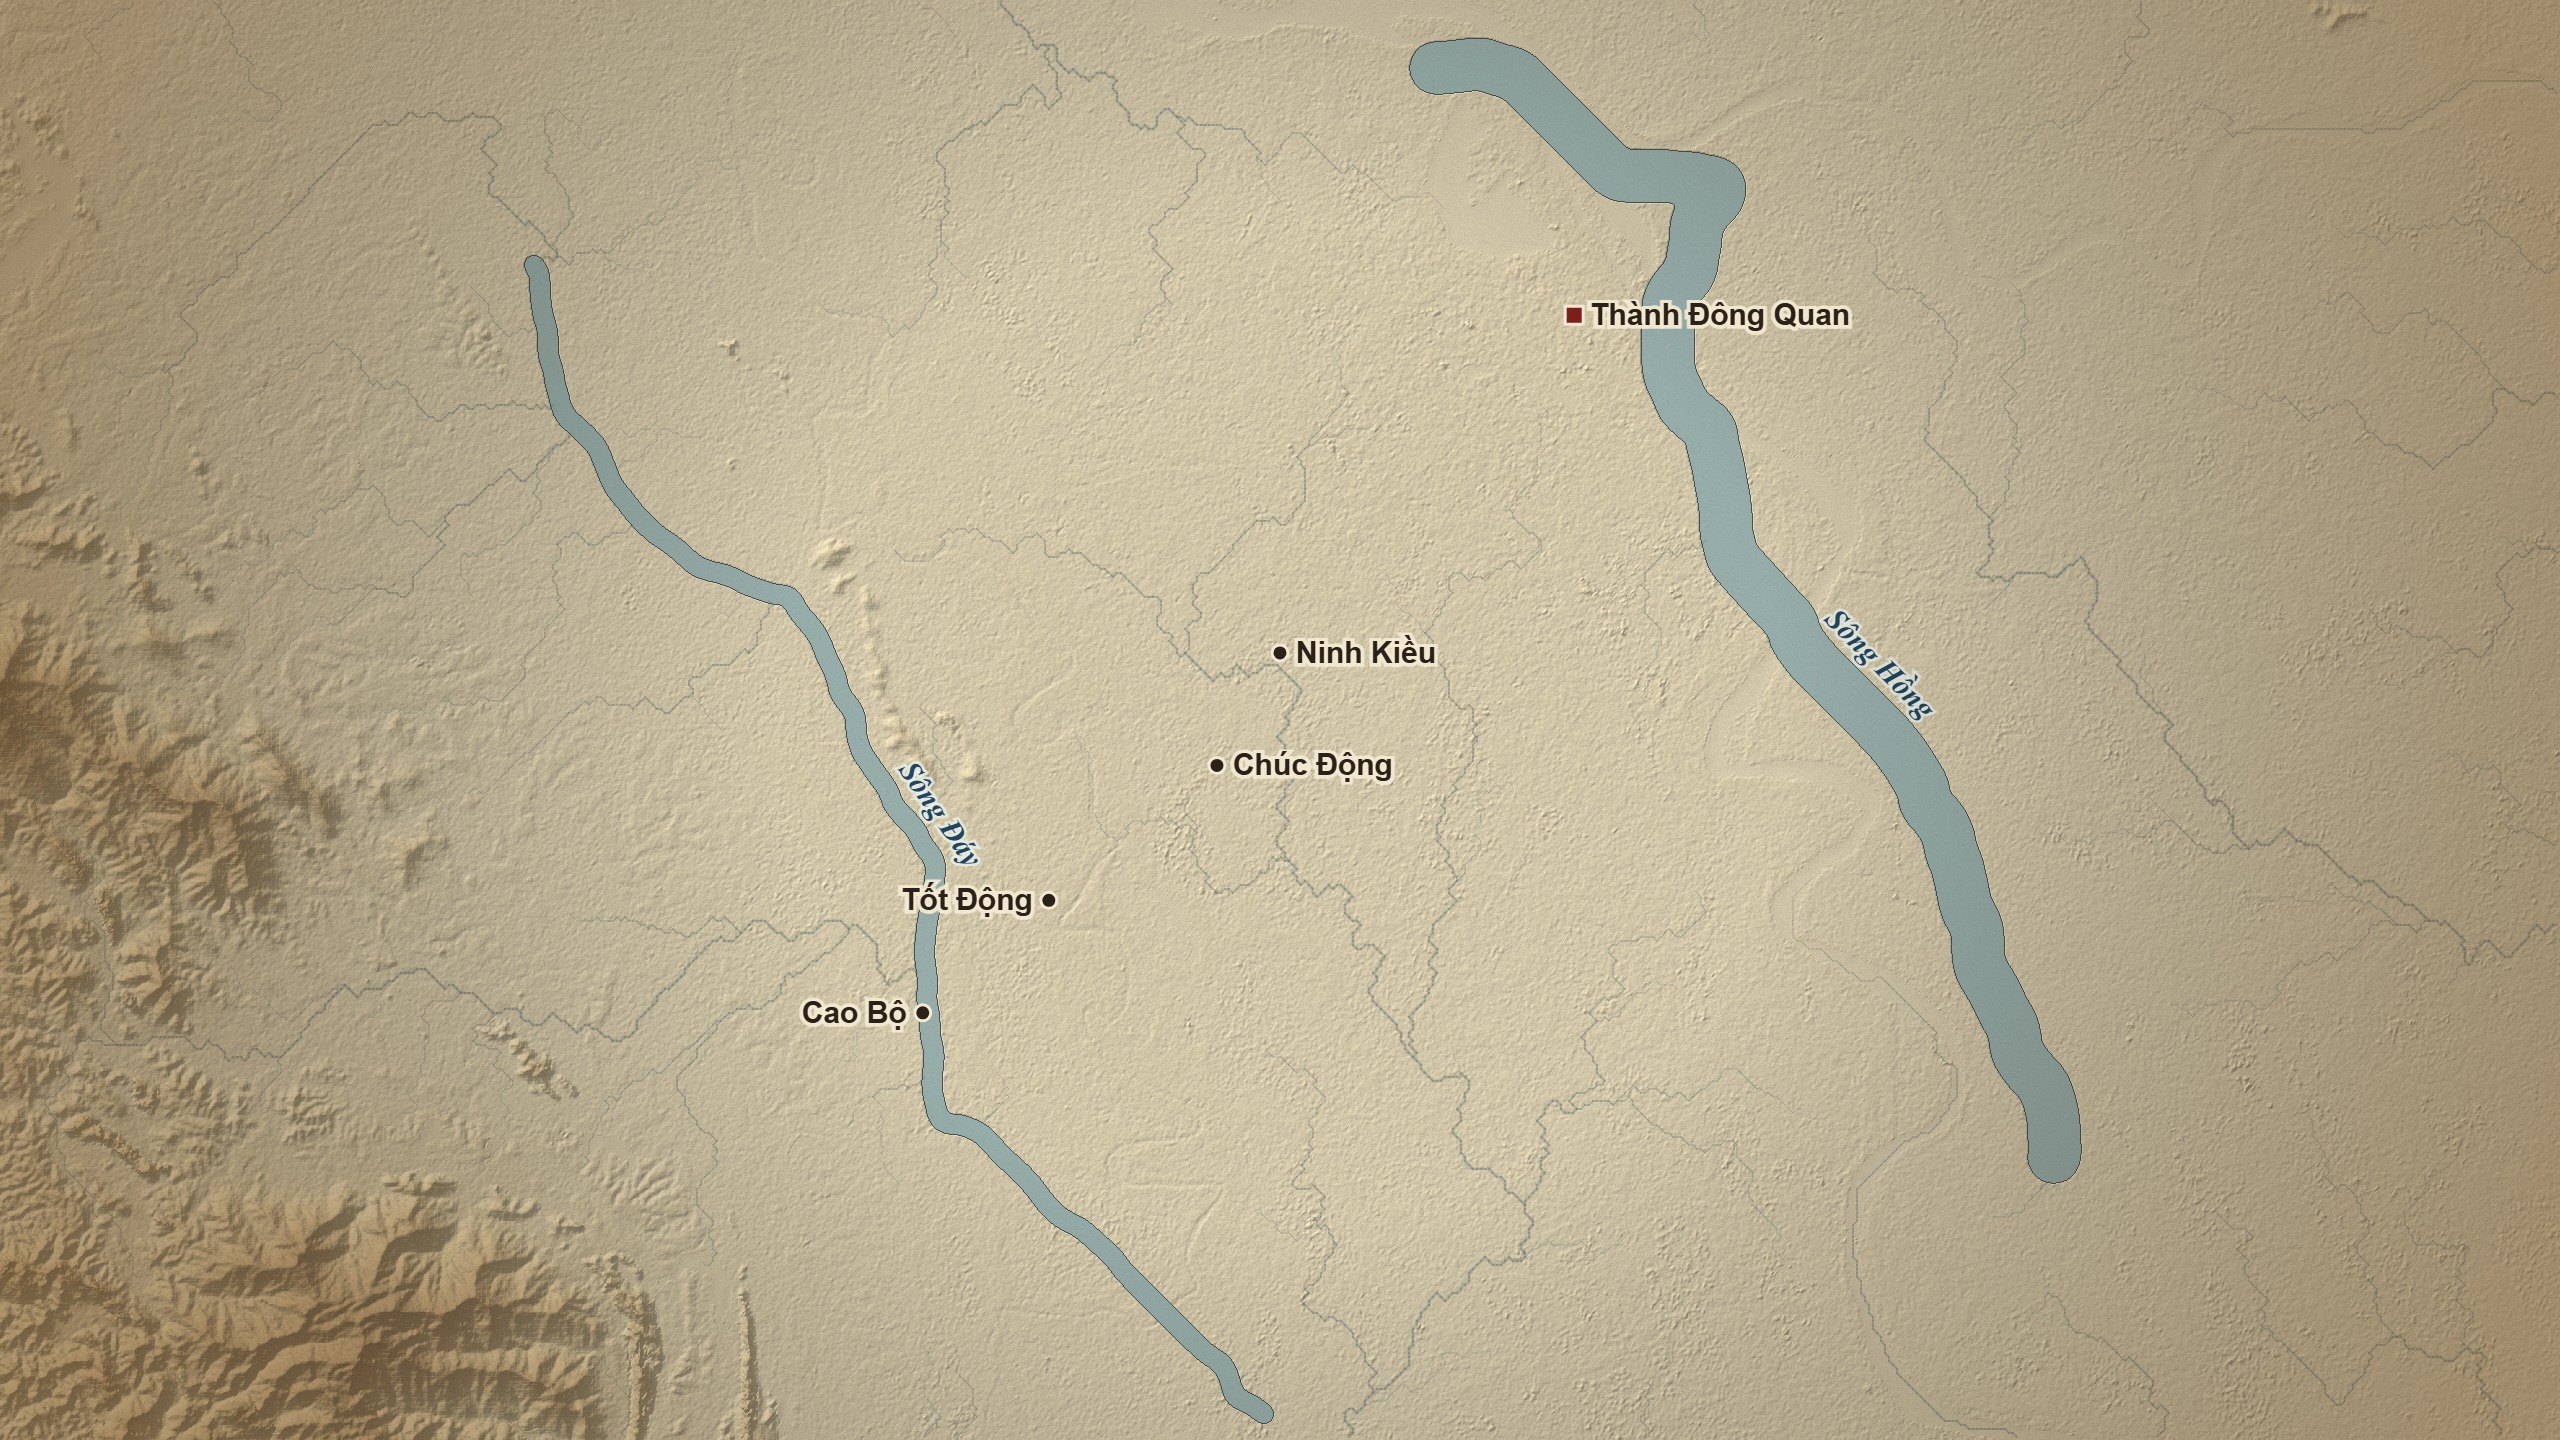 Thành Đông Quan
Sông Hồng
Ninh Kiều
Chúc Động
Sông Đáy
Tốt Động
Cao Bộ